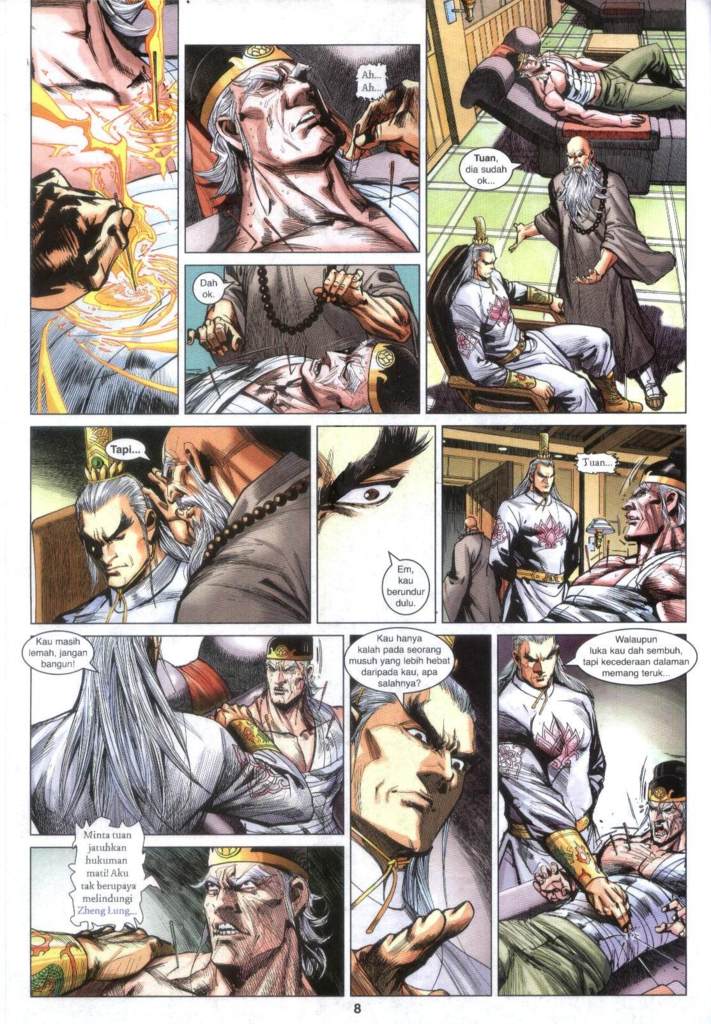 Ah...
Ah...
Dah
ok.
Tuan,
dia sudah
ok...
Tapi...
Em,
kau
berundur
dulu.
Tuan...
Kau masih
lemah, jangan
bangun!
Minta tuan
jatuhkan
hukuman
mati! Aku
tak berupaya
melindungi
Zheng Lung...
Kau hanya
kalah pada seorang
musuh yang lebih hebat
daripada kau, apa
salahnya?
Walaupun
luka kau dah sembuh,
tapi kecederaan dalaman
memang teruk...
8